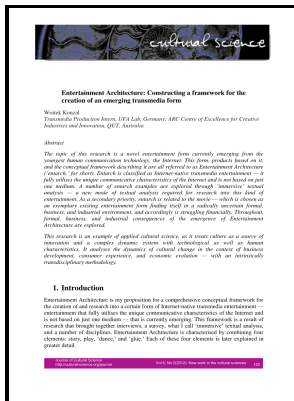 cultural science
Entertainment Architecture: Constructing a framework for the
creation of an emerging transmedia form
Woitek Konzal
Transmedia Production Intern, UFA Lab, Germany; ARC Centre of Excellence for Creative
Industries and Innovation, QUT, Australia
Abstract
The topic of this research is a novel entertainment form currently emerging from the
youngest human communication technology, the Internet. This form, products based on it,
and the conceptual framework describing it are all referred to as Entertainment Architecture
('entarch,' for short). Entarch is classified as Internet-native transmedia entertainment — it
fully utilises the unique communicative characteristics of the Internet and is not based on just
one medium. A number of entarch examples are explored through 'immersive' textual
analysis — a new mode of textual analysis required for research into this kind of
entertainment. As a secondary priority, entarch is related to the movie — which is chosen as
an exemplary existing entertainment form finding itself in a radically uncertain formal,
business, and industrial environment, and accordingly is struggling financially. Throughout,
formal, business, and industrial consequences of the emergence of Entertainment
Architecture are explored.
This research is an example of applied cultural science, as it treats culture as a source of
innovation and a complex dynamic system with technological as well as human
characteristics. It analyses the dynamics of cultural change in the context of business
development, consumer experience, and economic evolution — with an intrinsically
transdisciplinary methodology.
1. Introduction
Entertainment Architecture is my proposition for a comprehensive conceptual framework for
the creation of and research into a certain form of Internet-native transmedia entertainment —
entertainment that fully utilises the unique communicative characteristics of the Internet and
is not based on just one medium — that is currently emerging. This framework is a result of
research that brought together interviews, a survey, what I call 'immersive' textual analysis,
and a number of disciplines. Entertainment Architecture is characterised by combining four
elements: story, play, 'dance,' and 'glue.' Each of these four elements is later explained in
greater detail.
Journal of Cultural Science
http://culturalscience.org/journal
Vol 5, No 2(2012): New work in the cultural sciences